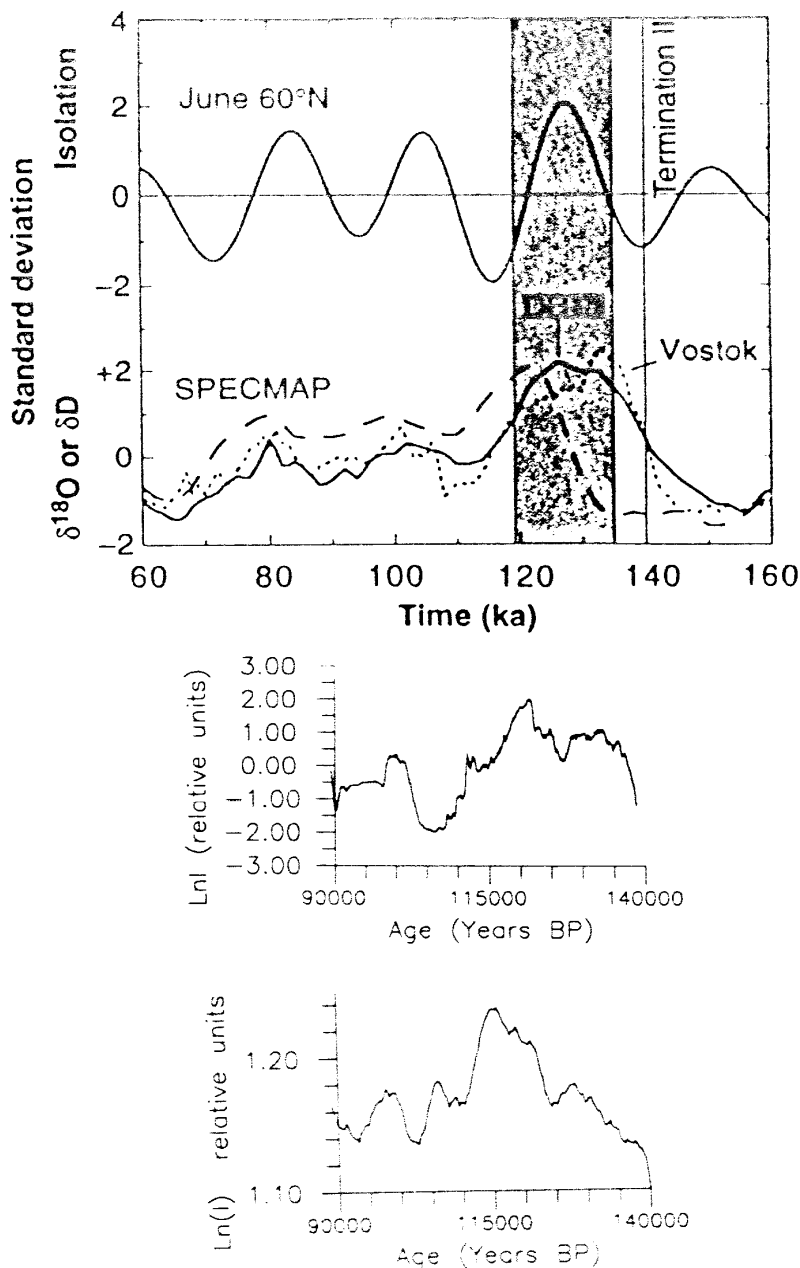 4
2
0
-2
+2
0
-2
Standard deviation
Isolation
δ18O or δD
June 60°N
Termination II
Vostok
SPECMAP
60 80 100 120 140 160
Time (ka)
3.00
2.00
1.00
0.00
-1.00
-2.00
-3.00
LnI (relative units)
90000 115000 140000
Age (Years BP)
1.20
1.10
Ln(I) relative units
90000 115000 140000
Age (Years BP)